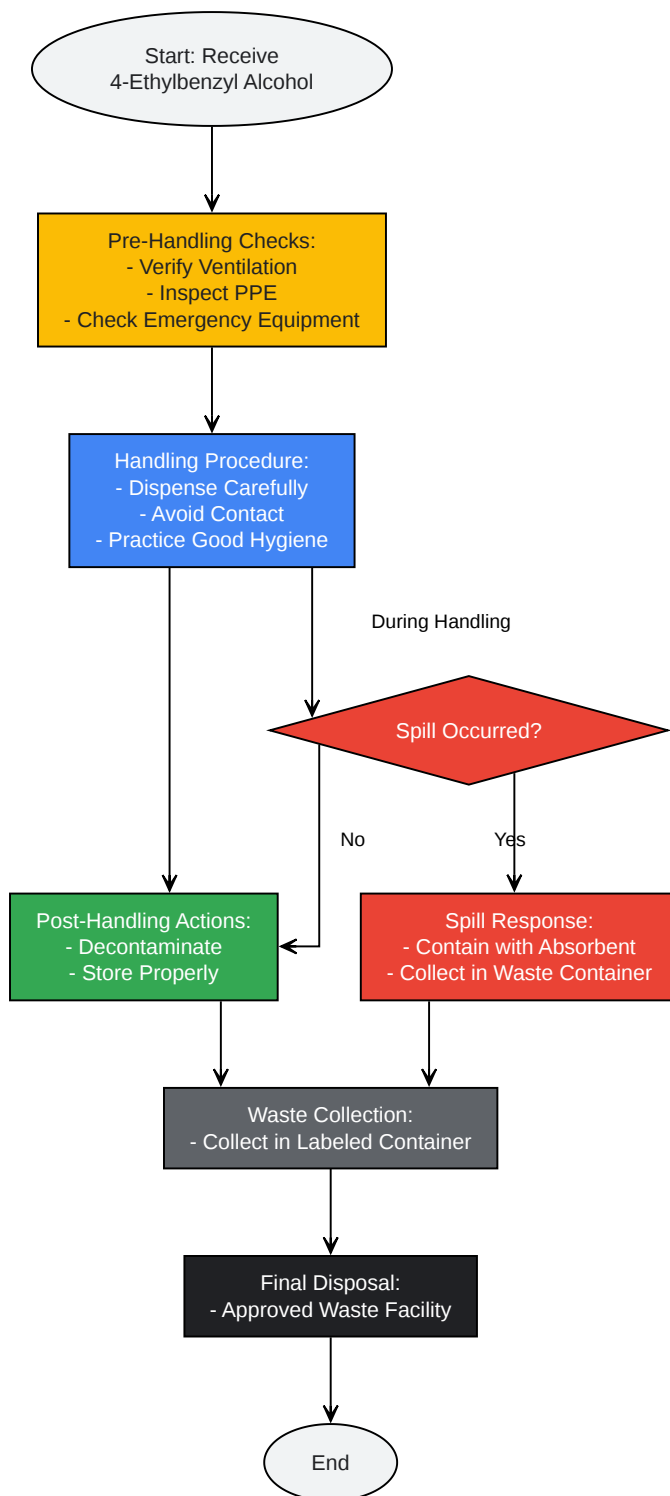 Start: Receive
4-Ethylbenzyl Alcohol
Pre-Handling Checks:
- Verify Ventilation
- Inspect PPE
- Check Emergency Equipment
Handling Procedure:
- Dispense Carefully
- Avoid Contact
- Practice Good Hygiene
During Handling
Spill Occurred?
No
Yes
Post-Handling Actions:
- Decontaminate
- Store Properly
Spill Response:
- Contain with Absorbent
- Collect in Waste Container
Waste Collection:
- Collect in Labeled Container
Final Disposal:
- Approved Waste Facility
End